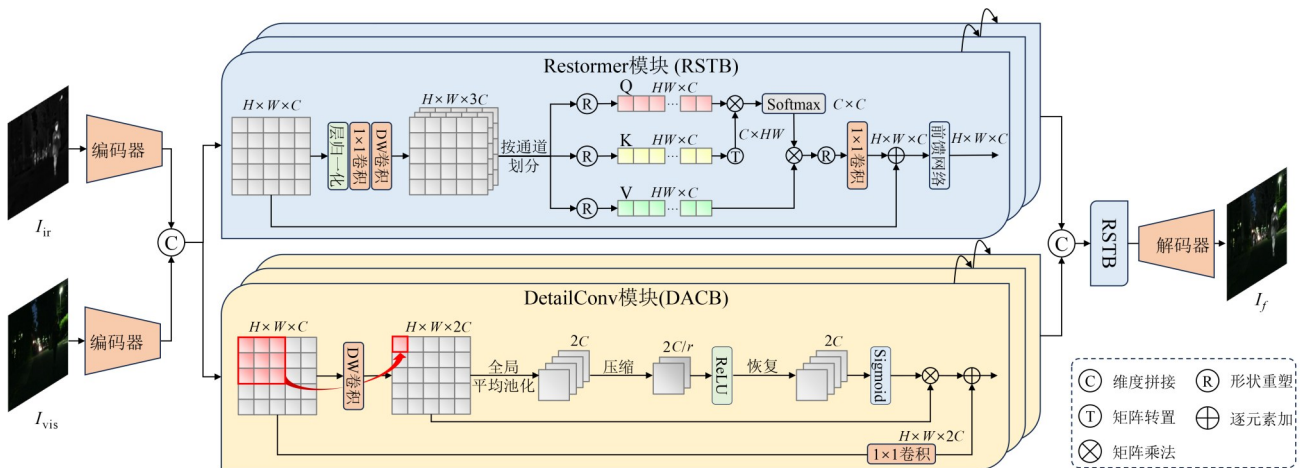 Restormer模块 (RSTB)
H×W×C
层归一化
1×1卷积
DW卷积
H×W×3C
按通道
划分
R
R
R
Q
HW×C
K
HW×C
V
HW×C
T
C×HW
Softmax
C×C
R
1×1卷积
H×W×C
前馈网络
H×W×C
I_ir
编码器
I_vis
编码器
C
DetailConv模块(DACB)
H×W×C
DW卷积
H×W×2C
全局
平均池化
2C
压缩
2C/r
ReLU
恢复
2C
Sigmoid
H×W×2C
1×1卷积
C
RSTB
解码器
I_f
C 维度拼接
R 形状重塑
T 矩阵转置
⊕ 逐元素加
⊗ 矩阵乘法